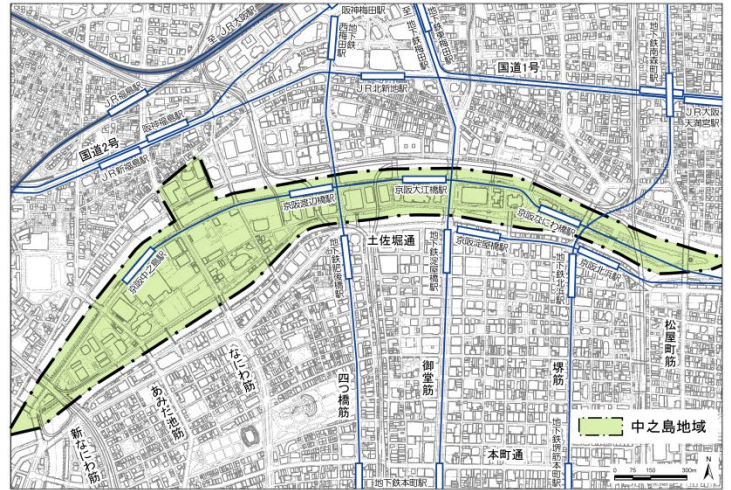 阪神梅田駅
至
地下鉄
西梅田駅
地下鉄梅田駅
地下鉄東梅田駅
至JR大阪駅
国道1号
地下鉄南森町駅
JR福島駅
JR北新地駅
阪神福島駅
JR大阪
天満宮駅
国道2号
JR新福島駅
京阪渡辺橋駅
京阪大江橋駅
京阪なにわ橋駅
京阪中之島駅
地下鉄肥後橋駅
土佐堀通
地下鉄淀屋橋駅
京阪淀屋橋駅
地下鉄北浜駅
京阪北浜駅
松屋町筋
なにわ筋
あみだ池筋
新なにわ筋
四つ橋筋
御堂筋
堺筋
中之島地域
本町通
地下鉄本町駅
地下鉄堺筋本町駅
0 75 150 300m
N